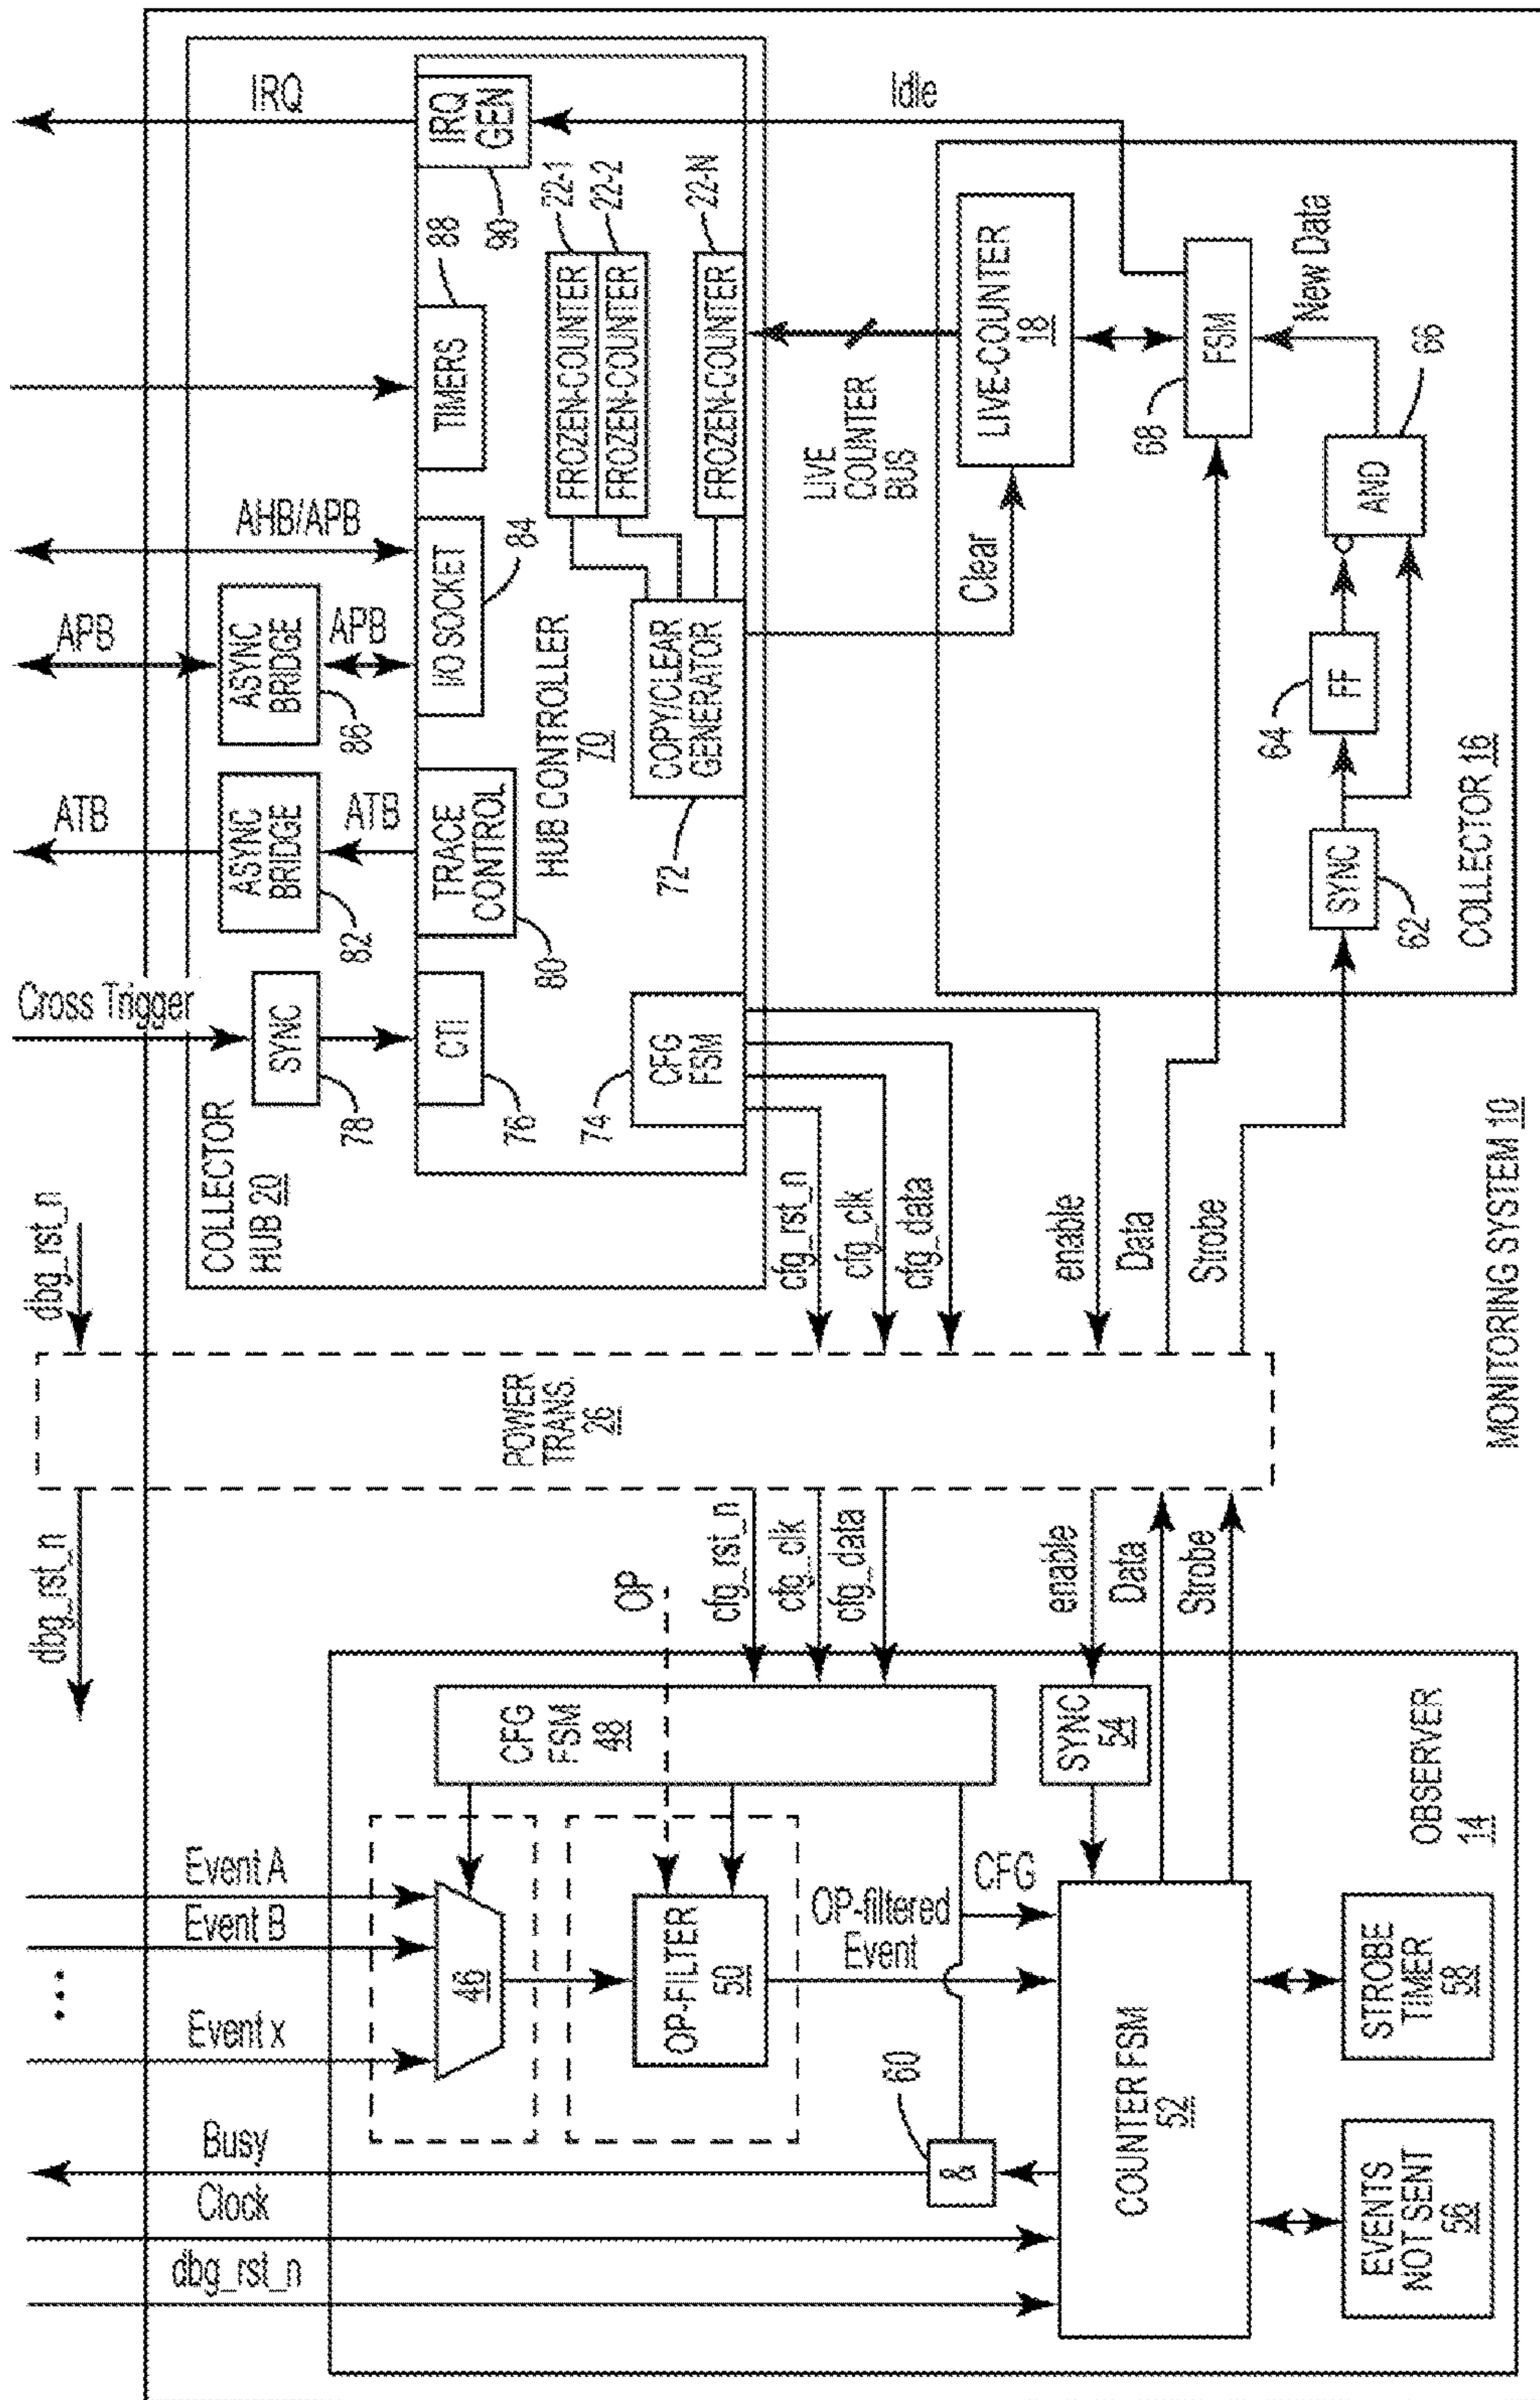 dbg_rst_n
Clock
Busy
Event x
...
Event B
Event A
46
OP-FILTER
50
CFG
FSM
48
OP
OP-filtered
Event
CFG
60
&
COUNTER FSM
52
SYNC
54
EVENTS
NOT SENT
56
STROBE
TIMER
58
OBSERVER
14
dbg_rst_n
cfg_rst_n
cfg_clk
cfg_data
enable
Data
Strobe
POWER
TRANS.
26
dbg_rst_n
cfg_rst_n
cfg_clk
cfg_data
enable
Data
Strobe
MONITORING SYSTEM 10
COLLECTOR
HUB 20
Cross Trigger
SYNC
78
ATB
ASYNC
BRIDGE
82
ATB
APB
ASYNC
BRIDGE
86
APB
AHB/APB
IRQ
CTI
76
TRACE
CONTROL
80
I/O SOCKET
84
TIMERS
88
IRQ
GEN
90
HUB CONTROLLER
70
CFG
FSM
74
COPY/CLEAR
GENERATOR
72
FROZEN-COUNTER
22-1
FROZEN-COUNTER
22-2
FROZEN-COUNTER
22-N
Idle
LIVE
COUNTER
BUS
Clear
LIVE-COUNTER
18
FSM
68
New Data
SYNC
62
FF
64
AND
66
COLLECTOR 16